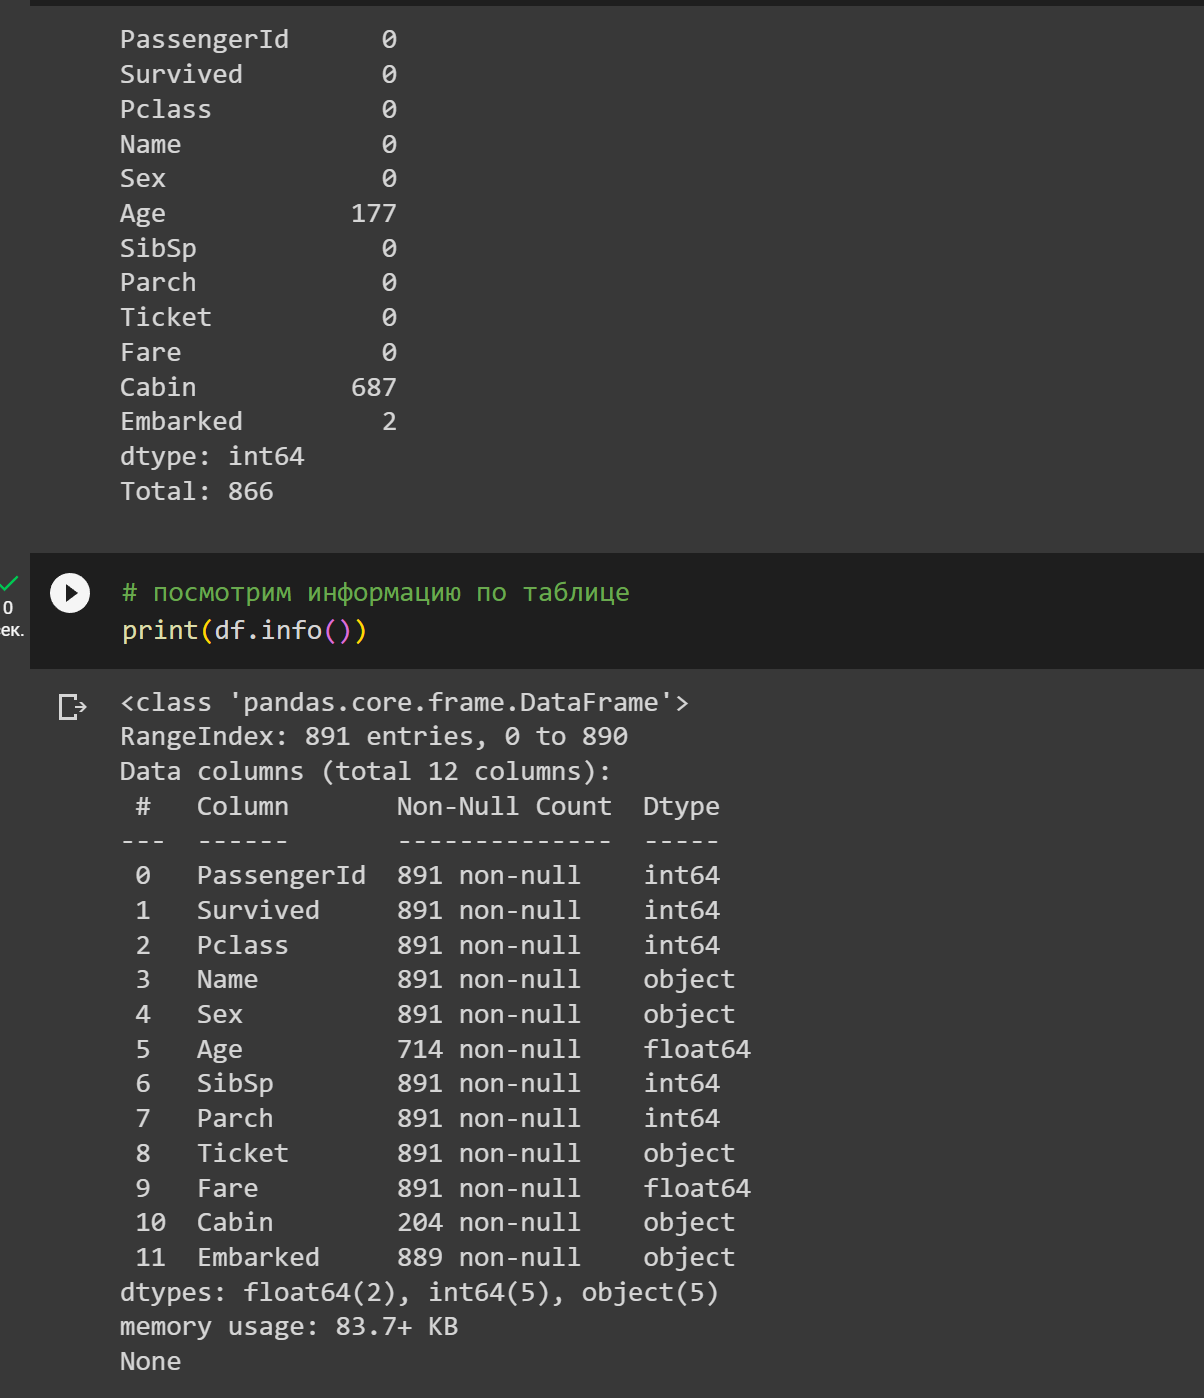 PassengerId      0
Survived         0
Pclass           0
Name             0
Sex              0
Age            177
SibSp            0
Parch            0
Ticket           0
Fare             0
Cabin          687
Embarked         2
dtype: int64
Total: 866
0
ек.
# посмотрим информацию по таблице
print(df.info())
<class 'pandas.core.frame.DataFrame'>
RangeIndex: 891 entries, 0 to 890
Data columns (total 12 columns):
 #   Column       Non-Null Count  Dtype
---  ------       --------------  -----
 0   PassengerId  891 non-null    int64
 1   Survived     891 non-null    int64
 2   Pclass       891 non-null    int64
 3   Name         891 non-null    object
 4   Sex          891 non-null    object
 5   Age          714 non-null    float64
 6   SibSp        891 non-null    int64
 7   Parch        891 non-null    int64
 8   Ticket       891 non-null    object
 9   Fare         891 non-null    float64
 10  Cabin        204 non-null    object
 11  Embarked     889 non-null    object
dtypes: float64(2), int64(5), object(5)
memory usage: 83.7+ KB
None